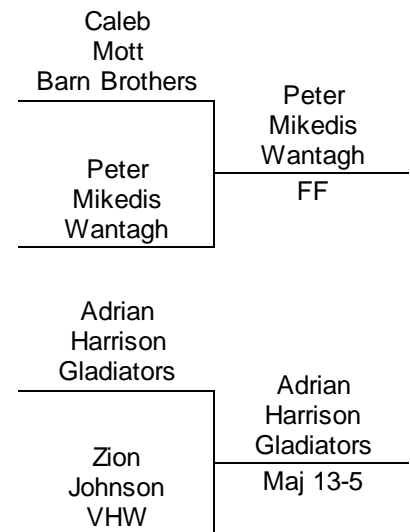 Caleb
Mott
Barn Brothers
Peter
Mikedis
Wantagh
Peter
Mikedis
Wantagh
FF
Adrian
Harrison
Gladiators
Zion
Johnson
VHW
Adrian
Harrison
Gladiators
Maj 13-5